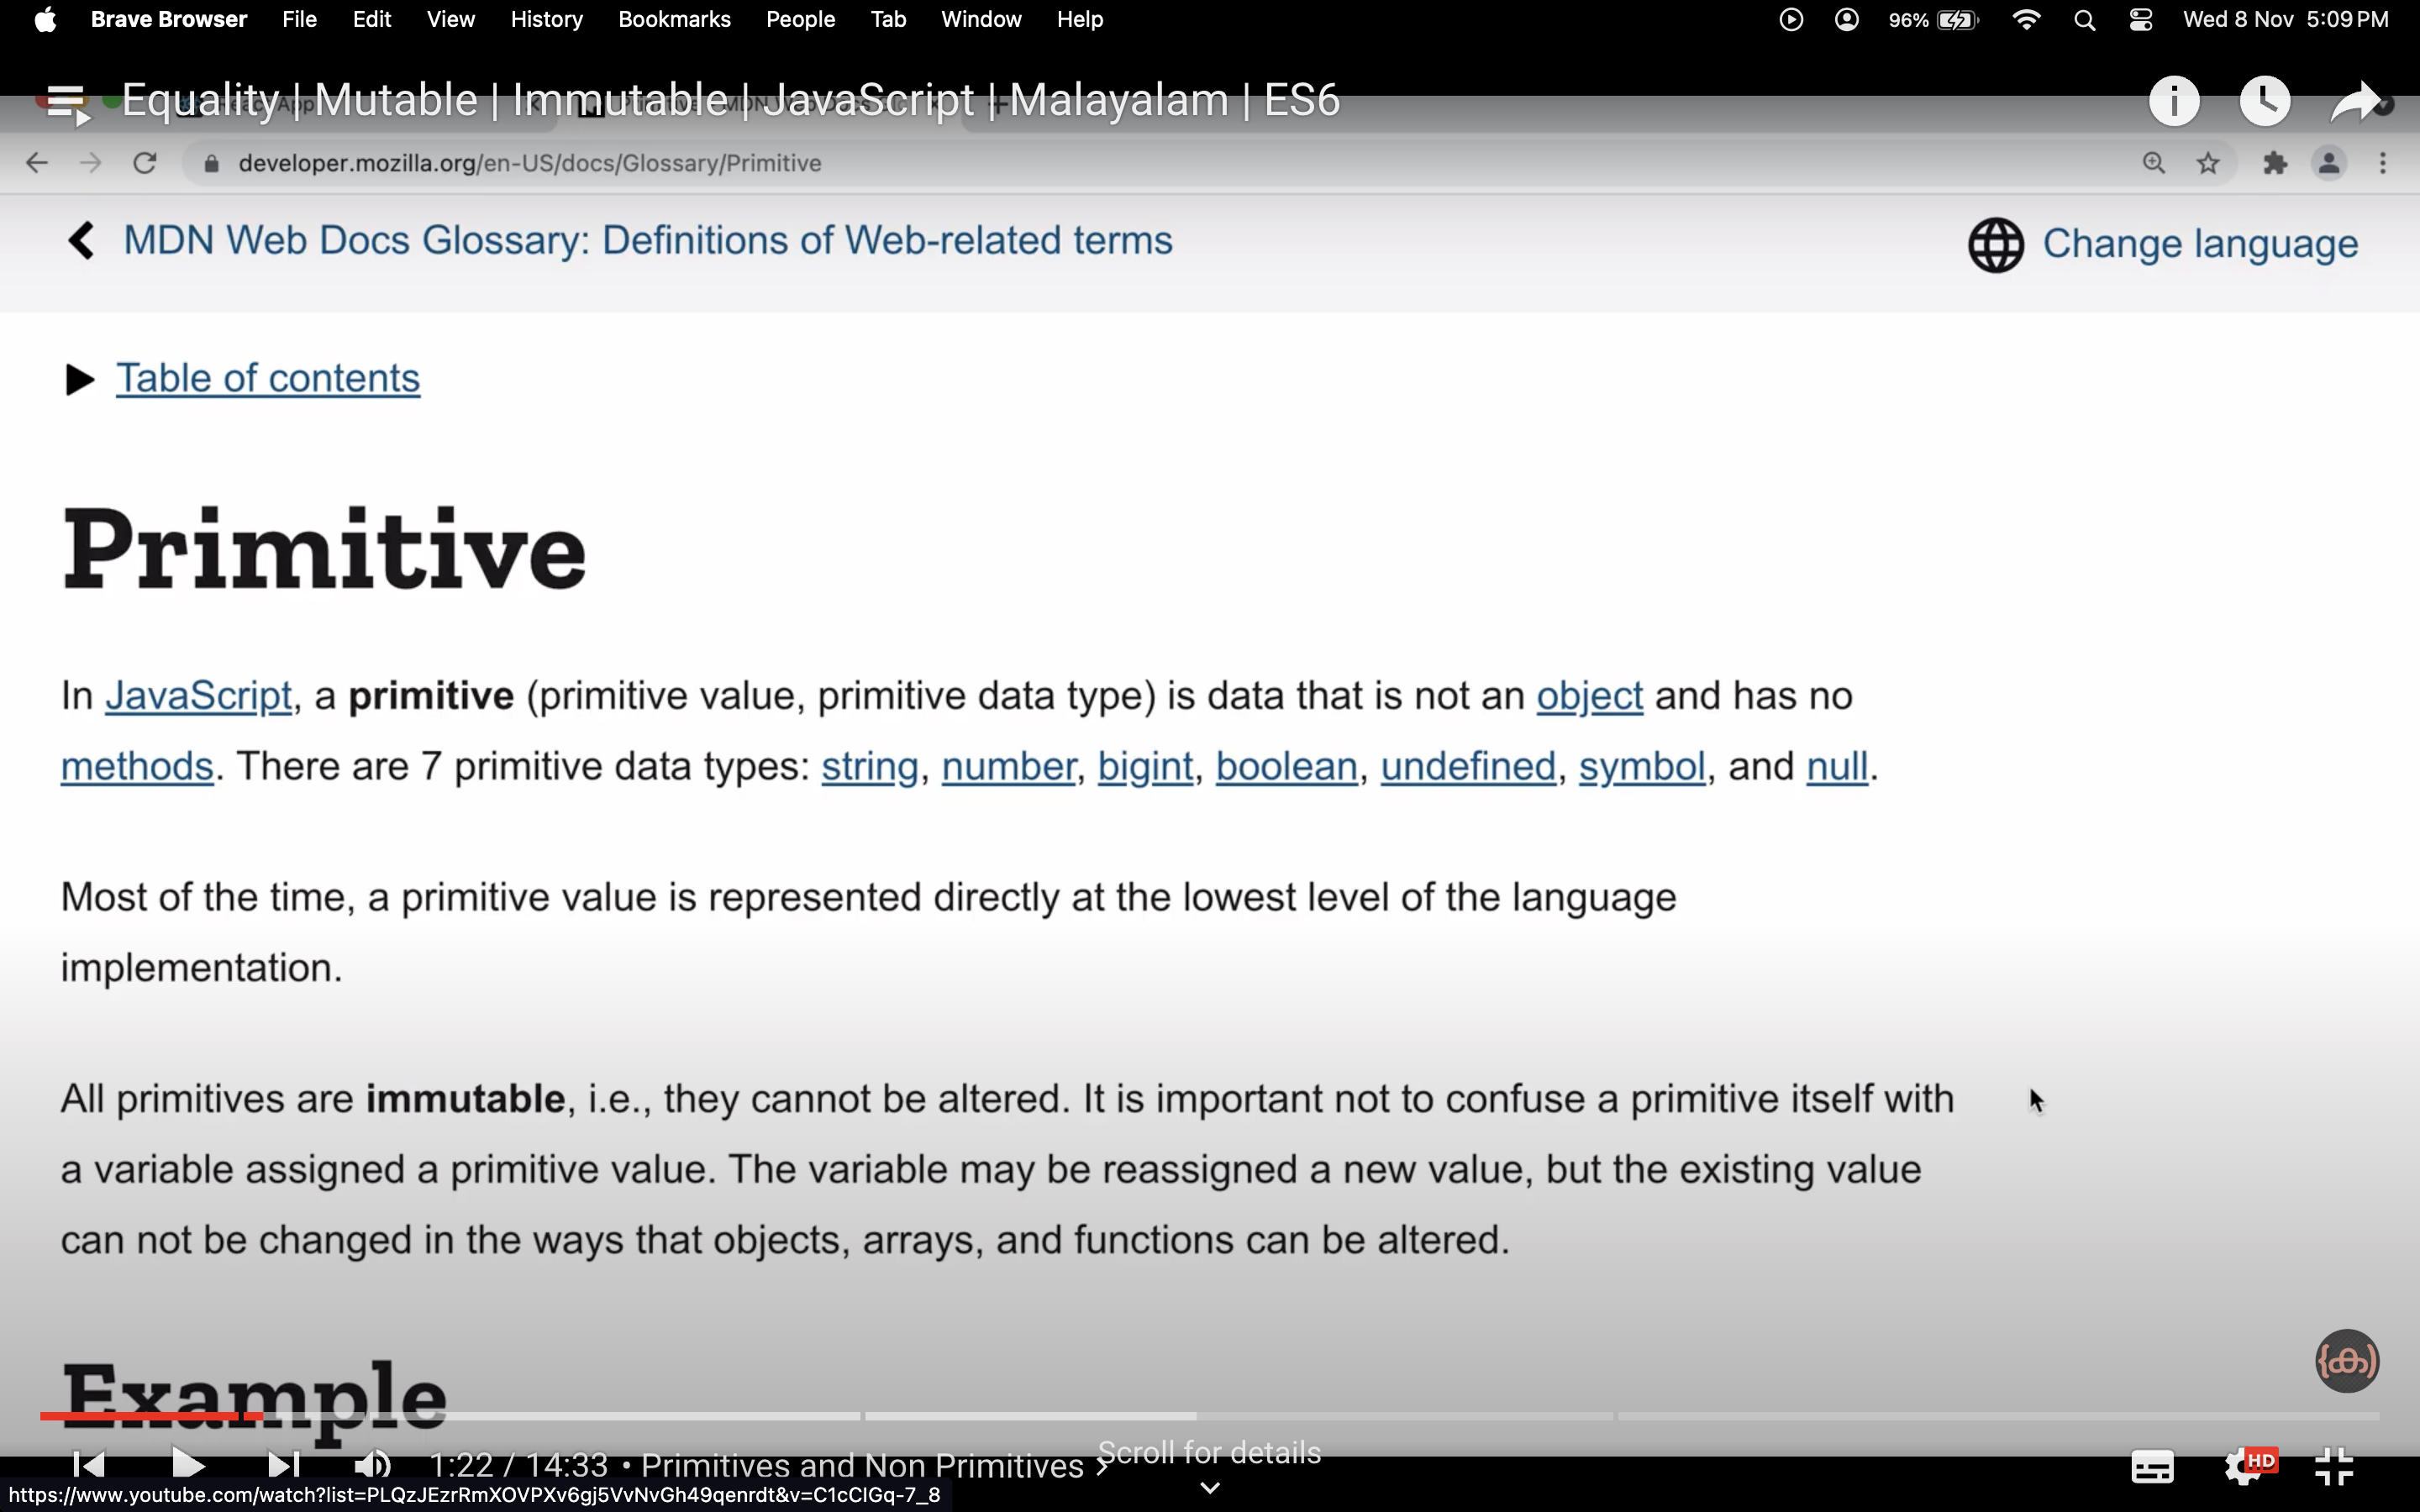 Brave Browser File Edit View History Bookmarks People Tab Window Help 96% Wed 8 Nov 5:09 PM
Equality | Mutable | Immutable | JavaScript | Malayalam | ES6
developer.mozilla.org/en-US/docs/Glossary/Primitive
MDN Web Docs Glossary: Definitions of Web-related terms Change language
Table of contents
Primitive
In JavaScript, a primitive (primitive value, primitive data type) is data that is not an object and has no
methods. There are 7 primitive data types: string, number, bigint, boolean, undefined, symbol, and null.
Most of the time, a primitive value is represented directly at the lowest level of the language
implementation.
All primitives are immutable, i.e., they cannot be altered. It is important not to confuse a primitive itself with
a variable assigned a primitive value. The variable may be reassigned a new value, but the existing value
can not be changed in the ways that objects, arrays, and functions can be altered.
Example
1:22 / 14:33 • Primitives and Non Primitives
Scroll for details
HD
https://www.youtube.com/watch?list=PLQzJEzrRmXOVPXv6gj5VvNvGh49qenrdt&v=C1cCIGq-7_8